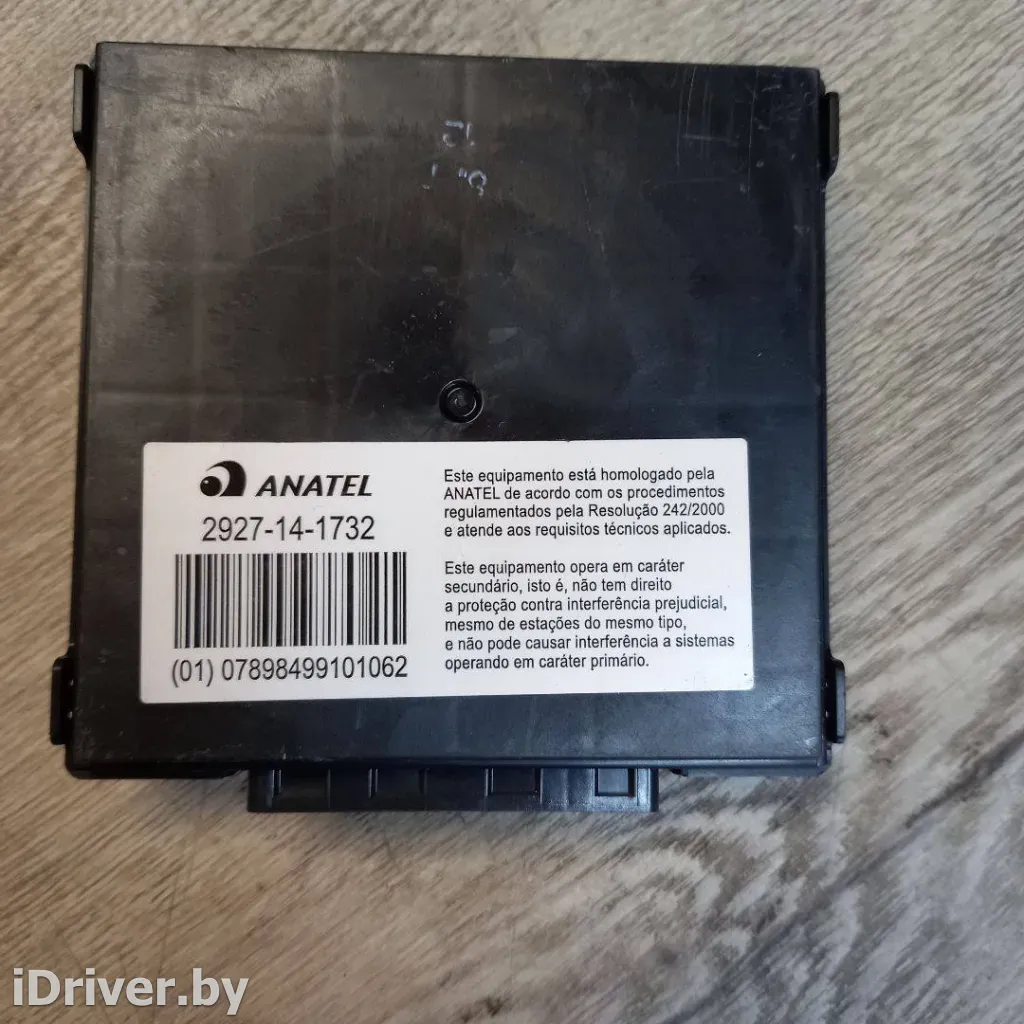 ANATEL
2927-14-1732
(01) 07898499101062
Este equipamento está homologado pela
ANATEL de acordo com os procedimentos
regulamentados pela Resolução 242/2000
e atende aos requisitos técnicos aplicados.
Este equipamento opera em caráter
secundário, isto é, não tem direito
a proteção contra interferência prejudicial,
mesmo de estações do mesmo tipo,
e não pode causar interferência a sistemas
operando em caráter primário.
iDriver.by